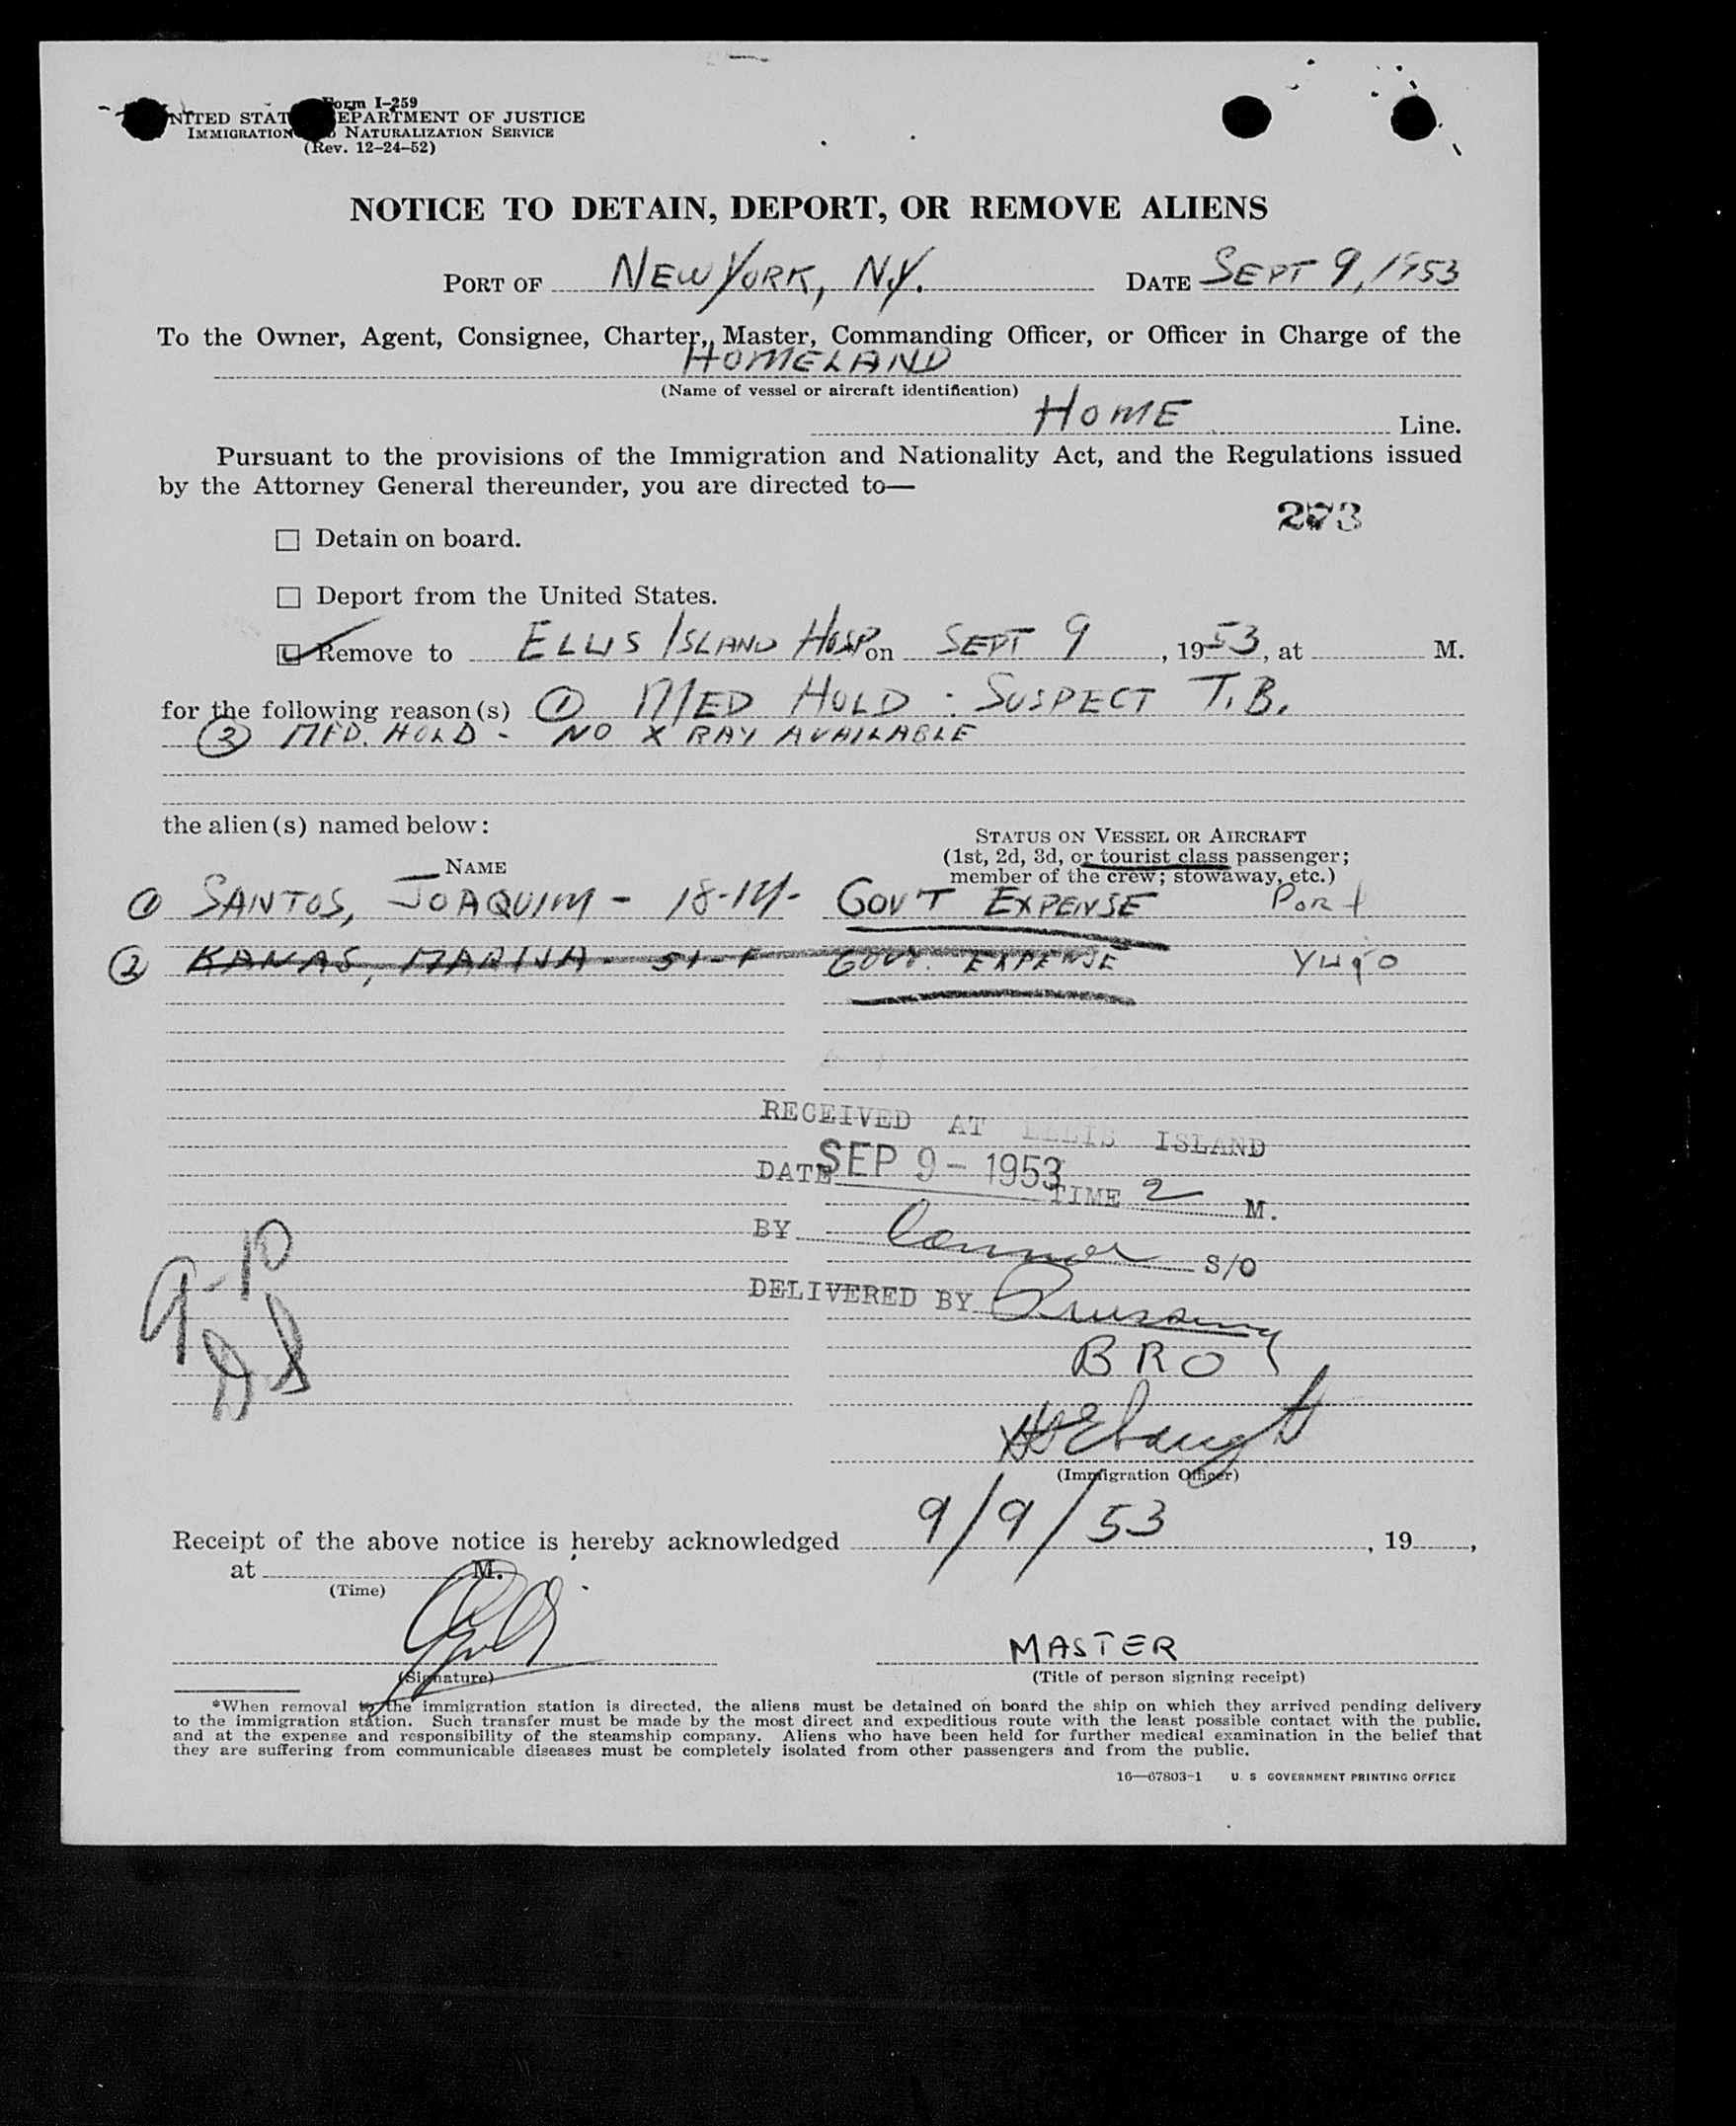 Form I-259
NITED STAT EPARTMENT OF JUSTICE
IMMIGRATION NATURALIZATION SERVICE
(Rev. 12-24-52)
NOTICE TO DETAIN, DEPORT, OR REMOVE ALIENS
PORT OF NEW YORK, N.Y. DATE SEPT 9, 1953
To the Owner, Agent, Consignee, Charter, Master, Commanding Officer, or Officer in Charge of the
HOMELAND
(Name of vessel or aircraft identification)
HOME Line.
Pursuant to the provisions of the Immigration and Nationality Act, and the Regulations issued
by the Attorney General thereunder, you are directed to—
273
☐ Detain on board.
☐ Deport from the United States.
Remove to ELLIS ISLAND HOSP on SEPT 9, 1953, at M.
for the following reason(s) ① MED HOLD : SUSPECT T.B.
② MED. HOLD - NO X RAY AVAILABLE
the alien(s) named below:
NAME
STATUS ON VESSEL OR AIRCRAFT
(1st, 2d, 3d, or tourist class passenger;
member of the crew; stowaway, etc.)
① SANTOS, JOAQUIM - 18-M- GOV'T EXPENSE Port
② KANAS, MARIJA - 51-F GOVT. EXPENSE Yugo
RECEIVED AT ELLIS ISLAND
DATE SEP 9 - 1953 TIME 2 M.
BY Connor S/O
DELIVERED BY
BRO
9-10
DS
(Immigration Officer)
Receipt of the above notice is hereby acknowledged 9/9/53, 19 ,
at M.
(Time)
MASTER
(Signature) (Title of person signing receipt)
*When removal to the immigration station is directed, the aliens must be detained on board the ship on which they arrived pending delivery
to the immigration station. Such transfer must be made by the most direct and expeditious route with the least possible contact with the public,
and at the expense and responsibility of the steamship company. Aliens who have been held for further medical examination in the belief that
they are suffering from communicable diseases must be completely isolated from other passengers and from the public.
16—67803-1 U. S. GOVERNMENT PRINTING OFFICE